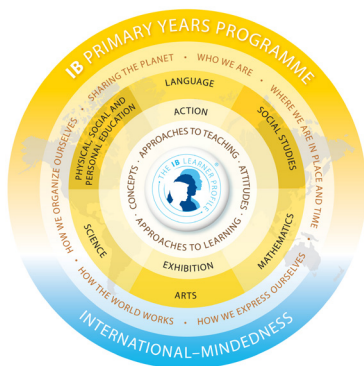 IB PRIMARY YEARS PROGRAMME
INTERNATIONAL–MINDEDNESS
WHO WE ARE • WHERE WE ARE IN PLACE AND TIME • HOW WE EXPRESS OURSELVES • HOW THE WORLD WORKS • HOW WE ORGANIZE OURSELVES • SHARING THE PLANET •
LANGUAGE
SOCIAL STUDIES
MATHEMATICS
ARTS
SCIENCE
PHYSICAL, SOCIAL AND
PERSONAL EDUCATION
ACTION
EXHIBITION
CONCEPTS · APPROACHES TO TEACHING · ATTITUDES · APPROACHES TO LEARNING ·
THE IB LEARNER PROFILE